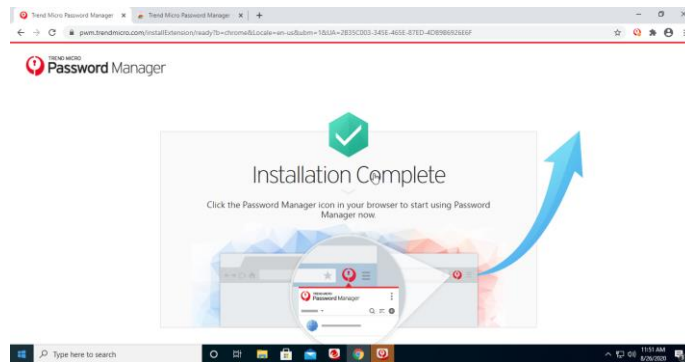 Trend Micro Password Manager
Trend Micro Password Manager
pwm.trendmicro.com/installExtension/ready?b=chrome&Locale=en-us&ubm=1&UA=2B35C003-345E-465E-87ED-4DB9B6926E6F
TREND MICRO
Password Manager
Installation Complete
Click the Password Manager icon in your browser to start using Password
Manager now.
TREND MICRO
Password Manager
Type here to search
11:51 AM
8/26/2020